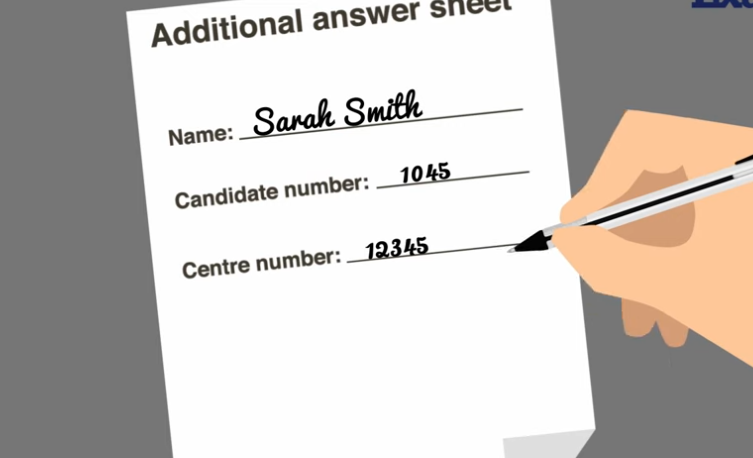 Additional answer sheet
Name: Sarah Smith
Candidate number: 1045
Centre number: 12345